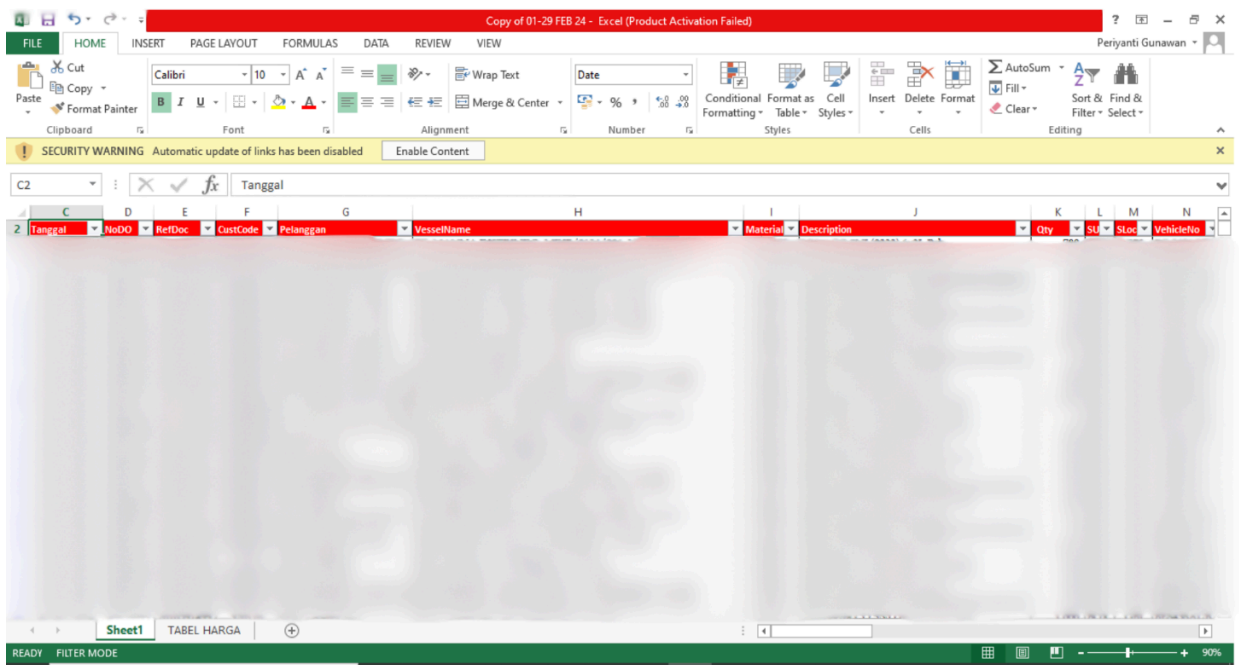 Copy of 01-29 FEB 24 - Excel (Product Activation Failed)
FILE HOME INSERT PAGE LAYOUT FORMULAS DATA REVIEW VIEW Periyanti Gunawan
Cut
Copy
Format Painter
Paste
Clipboard
Calibri 10
B I U
Font
Wrap Text
Merge & Center
Alignment
Date
% ,
Number
Conditional Formatting
Format as Table
Cell Styles
Styles
Insert Delete Format
Cells
AutoSum
Fill
Clear
Sort & Filter
Find & Select
Editing
SECURITY WARNING Automatic update of links has been disabled Enable Content
C2 fx Tanggal
C D E F G H I J K L M N
2 Tanggal NoDO RefDoc CustCode Pelanggan VesselName Material Description Qty SU SLoc VehicleNo
Sheet1 TABEL HARGA
READY FILTER MODE 90%